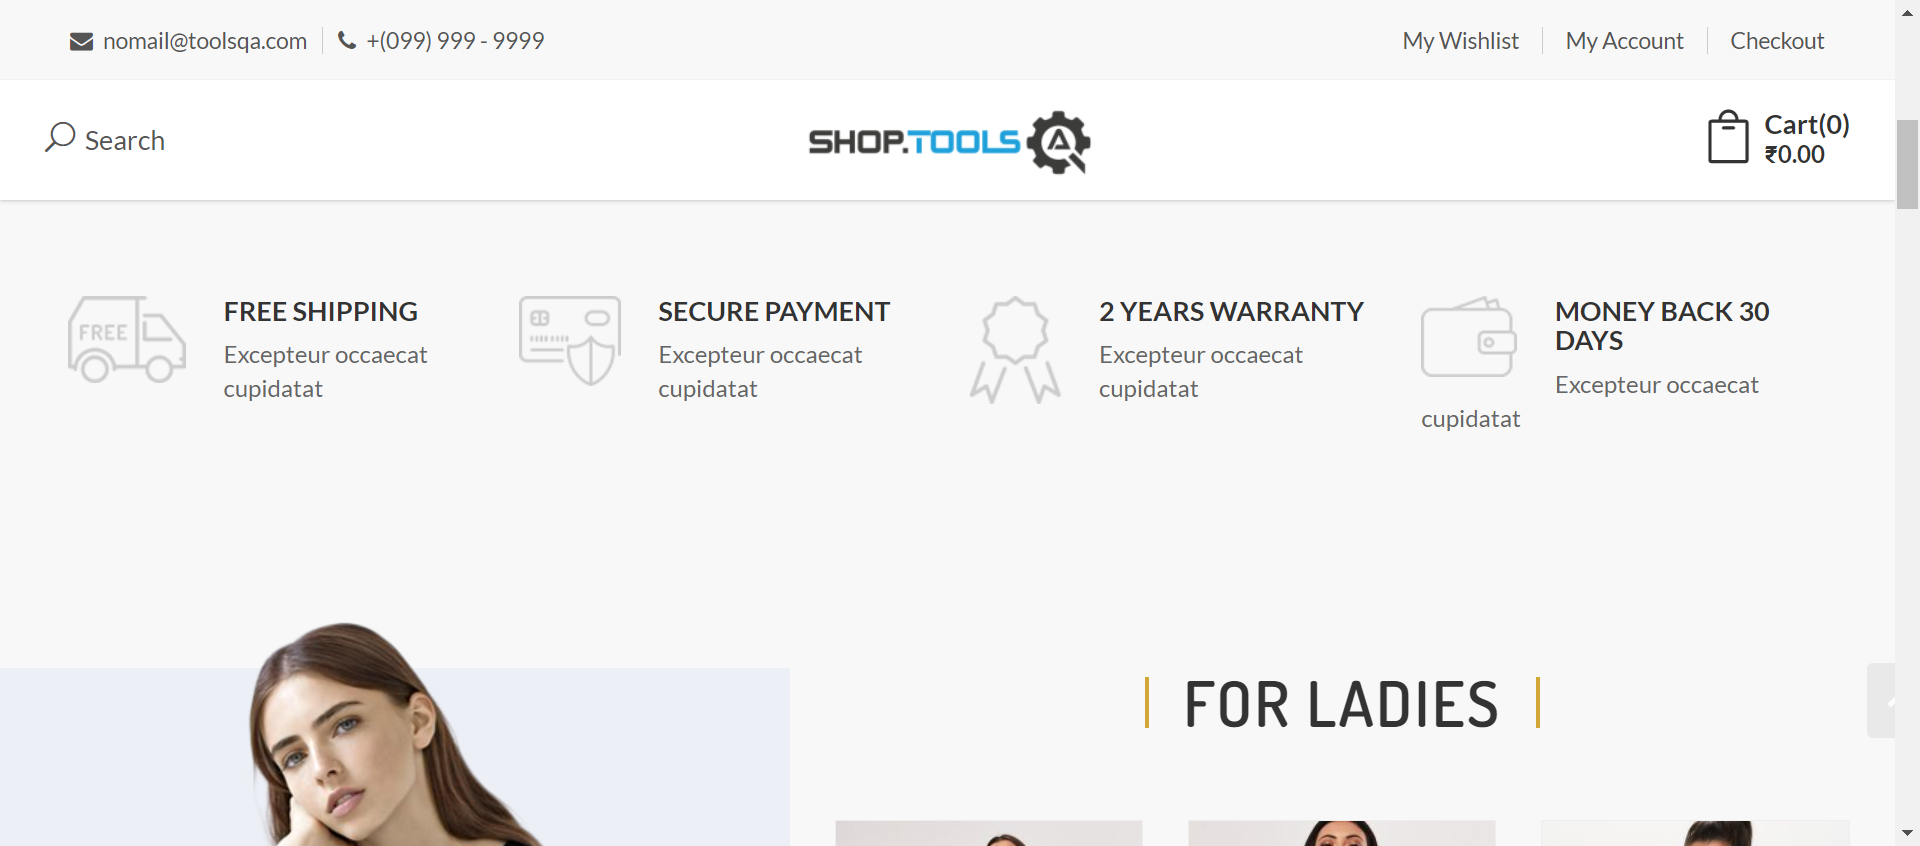 nomail@toolsqa.com
+(099) 999 - 9999
My Wishlist
My Account
Checkout
Search
SHOP.TOOLS
Cart(0)
₹0.00
FREE
FREE SHIPPING
Excepteur occaecat
cupidatat
SECURE PAYMENT
Excepteur occaecat
cupidatat
2 YEARS WARRANTY
Excepteur occaecat
cupidatat
MONEY BACK 30
DAYS
Excepteur occaecat
cupidatat
FOR LADIES